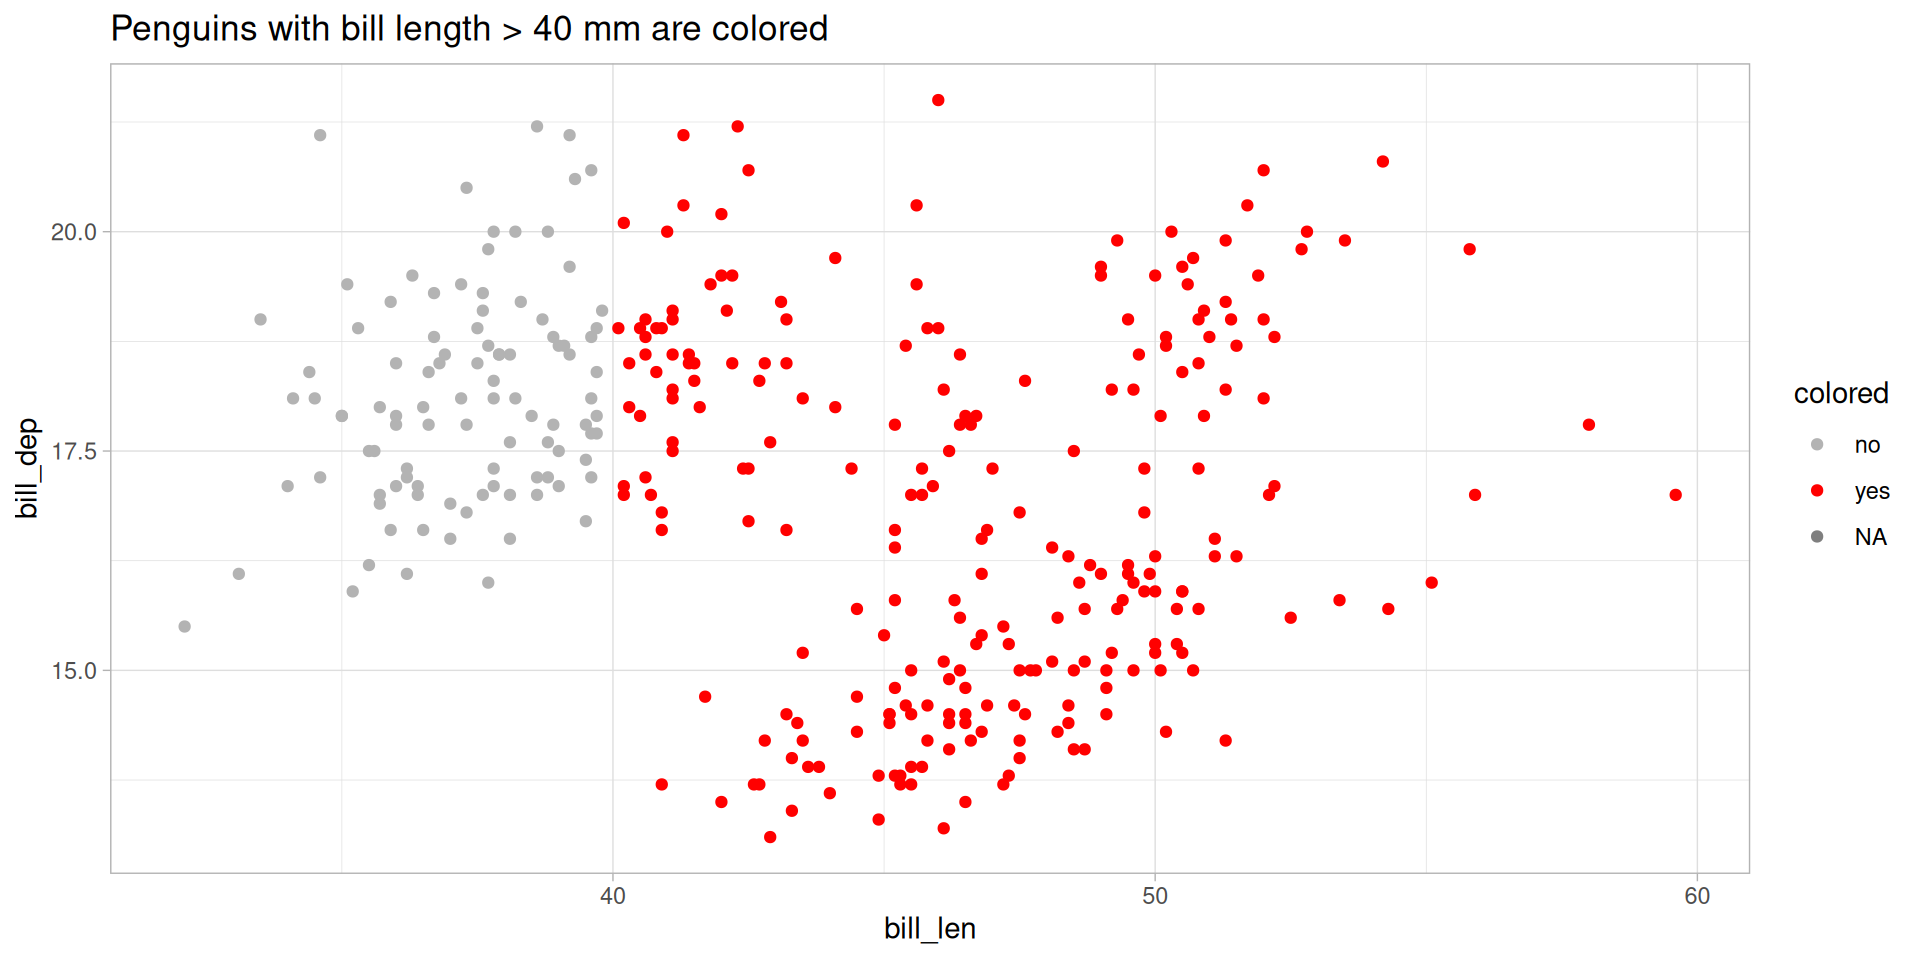 Penguins with bill length > 40 mm are colored
20.0
17.5
15.0
bill_dep
40
50
60
bill_len
colored
no
yes
NA